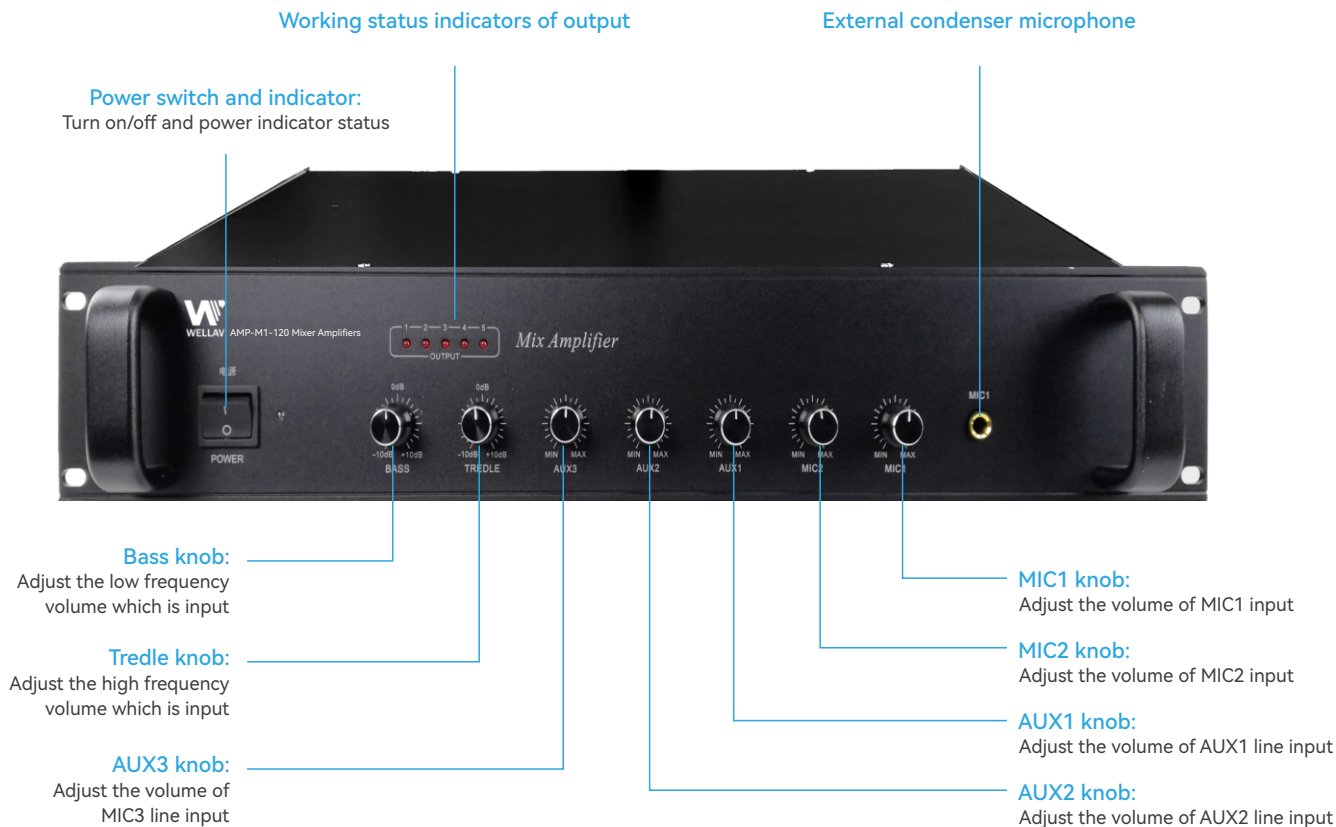 Working status indicators of output
External condenser microphone
Power switch and indicator:
Turn on/off and power indicator status
WELLAV AMP-M1-120 Mixer Amplifiers
1 2 3 4 5
OUTPUT
Mix Amplifier
电源
POWER
0dB
-10dB +10dB
BASS
0dB
-10dB +10dB
TREDLE
MIN MAX
AUX3
MIN MAX
AUX2
MIN MAX
AUX1
MIN MAX
MIC2
MIN MAX
MIC1
MIC1
Bass knob:
Adjust the low frequency
volume which is input
Tredle knob:
Adjust the high frequency
volume which is input
AUX3 knob:
Adjust the volume of
MIC3 line input
MIC1 knob:
Adjust the volume of MIC1 input
MIC2 knob:
Adjust the volume of MIC2 input
AUX1 knob:
Adjust the volume of AUX1 line input
AUX2 knob:
Adjust the volume of AUX2 line input